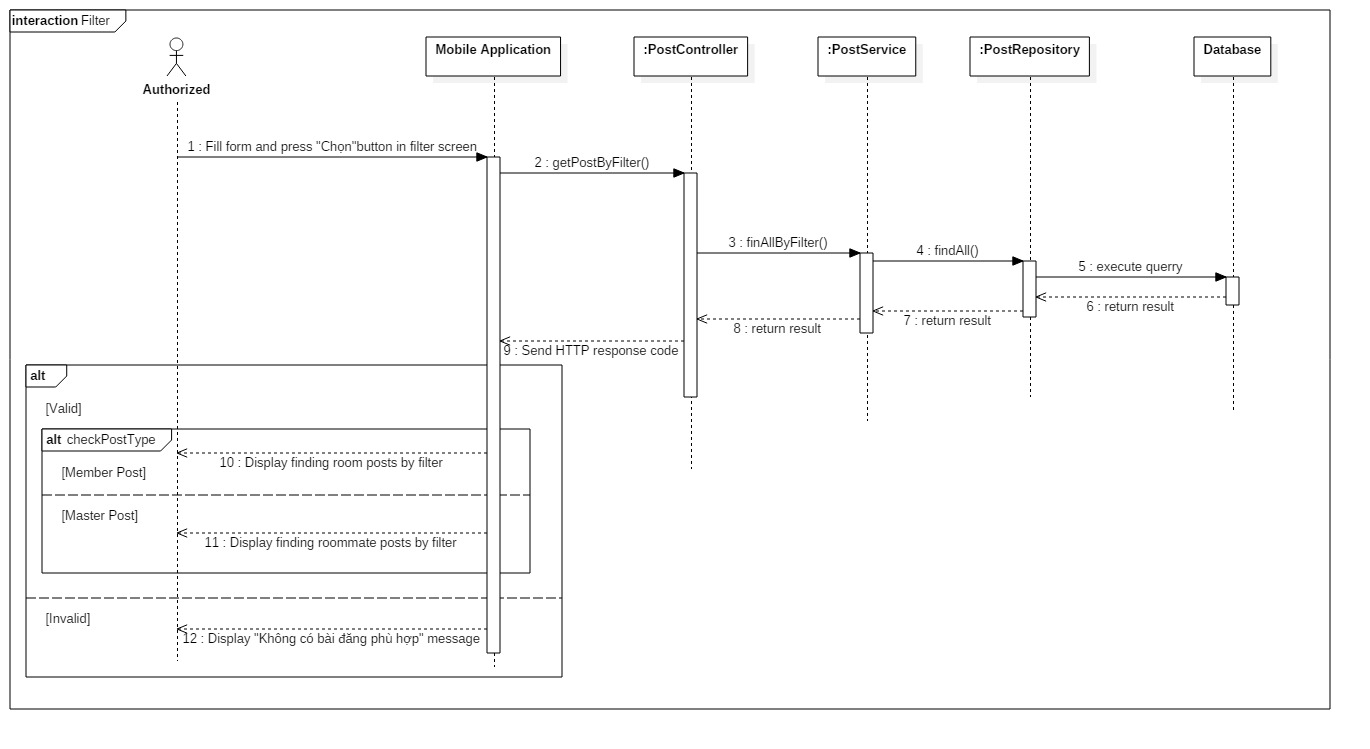 interaction Filter
Authorized
Mobile Application
:PostController
:PostService
:PostRepository
Database
1 : Fill form and press "Chọn"button in filter screen
2 : getPostByFilter()
3 : finAllByFilter()
4 : findAll()
5 : execute querry
6 : return result
7 : return result
8 : return result
9 : Send HTTP response code
alt
[Valid]
alt checkPostType
10 : Display finding room posts by filter
[Member Post]
[Master Post]
11 : Display finding roommate posts by filter
[Invalid]
12 : Display "Không có bài đăng phù hợp" message